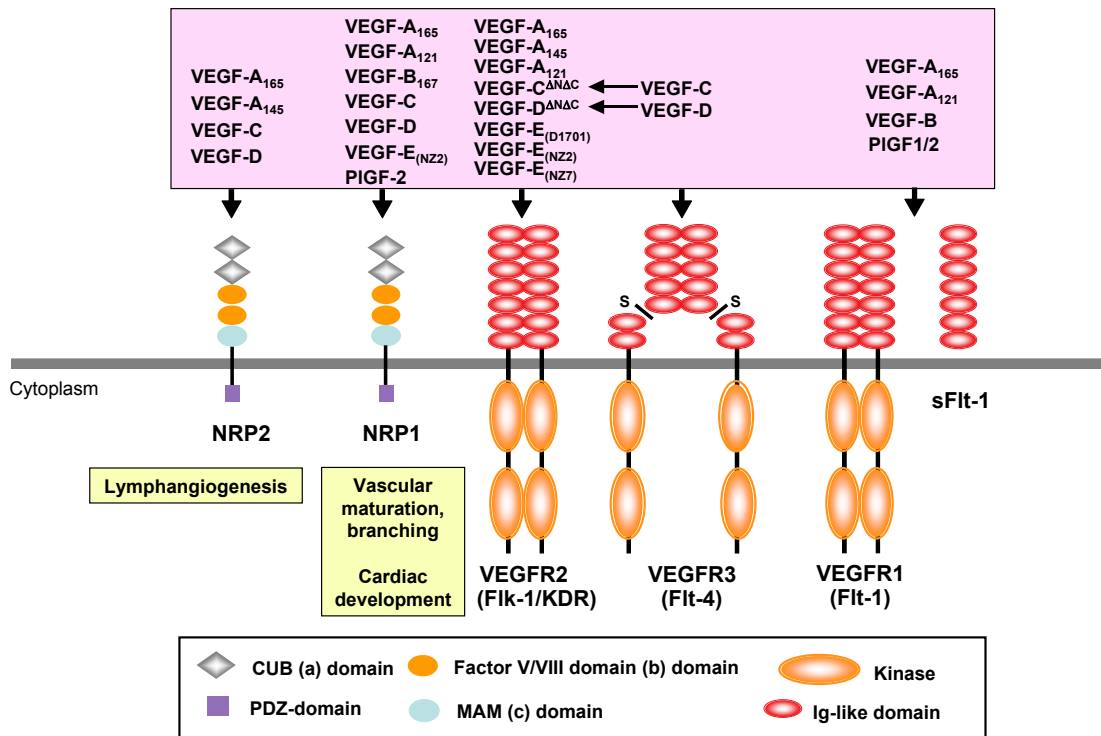 VEGF-A165
VEGF-A145
VEGF-C
VEGF-D
VEGF-A165
VEGF-A121
VEGF-B167
VEGF-C
VEGF-D
VEGF-E(NZ2)
PIGF-2
VEGF-A165
VEGF-A145
VEGF-A121
VEGF-CΔNΔC
VEGF-DΔNΔC
VEGF-E(D1701)
VEGF-E(NZ2)
VEGF-E(NZ7)
VEGF-C
VEGF-D
VEGF-A165
VEGF-A121
VEGF-B
PIGF1/2
S
S
Cytoplasm
NRP2
NRP1
sFlt-1
Lymphangiogenesis
Vascular
maturation,
branching
Cardiac
development
VEGFR2
(Flk-1/KDR)
VEGFR3
(Flt-4)
VEGFR1
(Flt-1)
CUB (a) domain
Factor V/VIII domain (b) domain
Kinase
PDZ-domain
MAM (c) domain
Ig-like domain